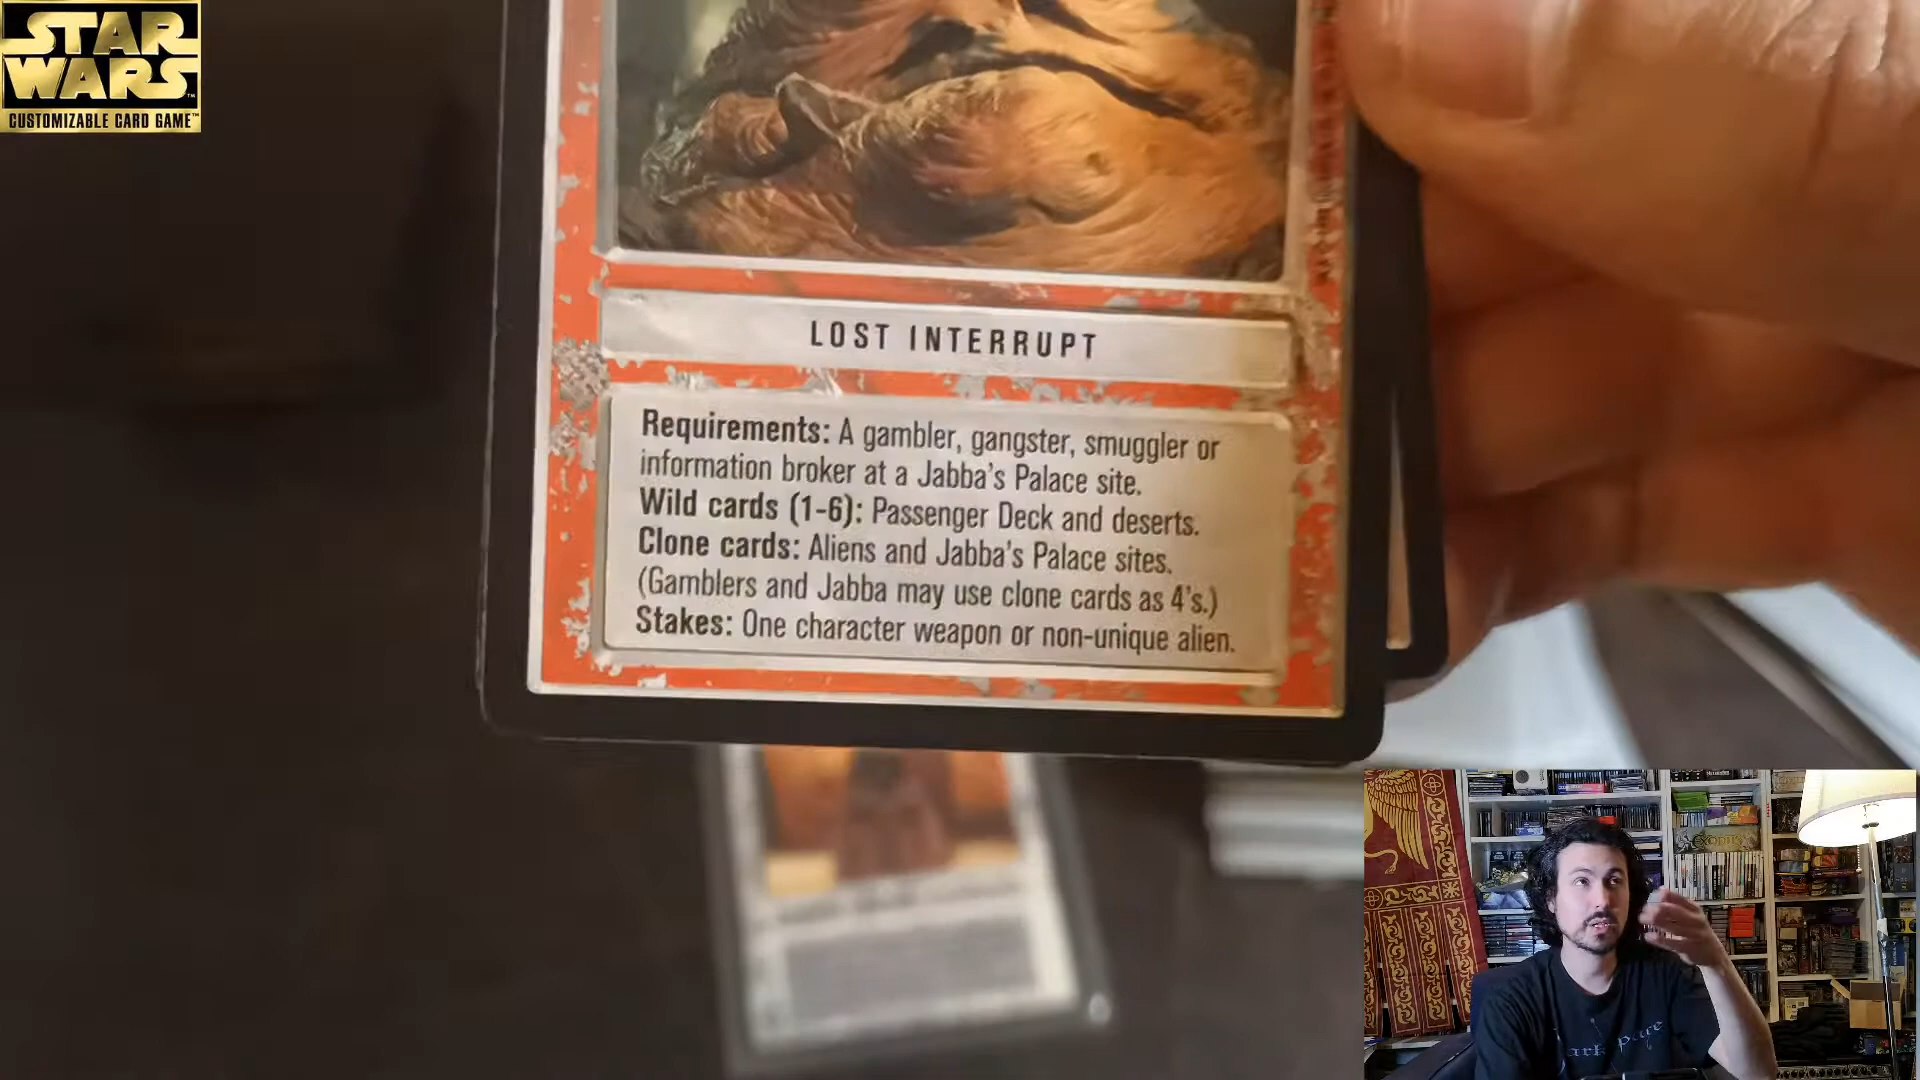 STAR
WARS
CUSTOMIZABLE CARD GAME™
LOST INTERRUPT
Requirements: A gambler, gangster, smuggler or
information broker at a Jabba's Palace site.
Wild cards (1-6): Passenger Deck and deserts.
Clone cards: Aliens and Jabba's Palace sites.
(Gamblers and Jabba may use clone cards as 4's.)
Stakes: One character weapon or non-unique alien.